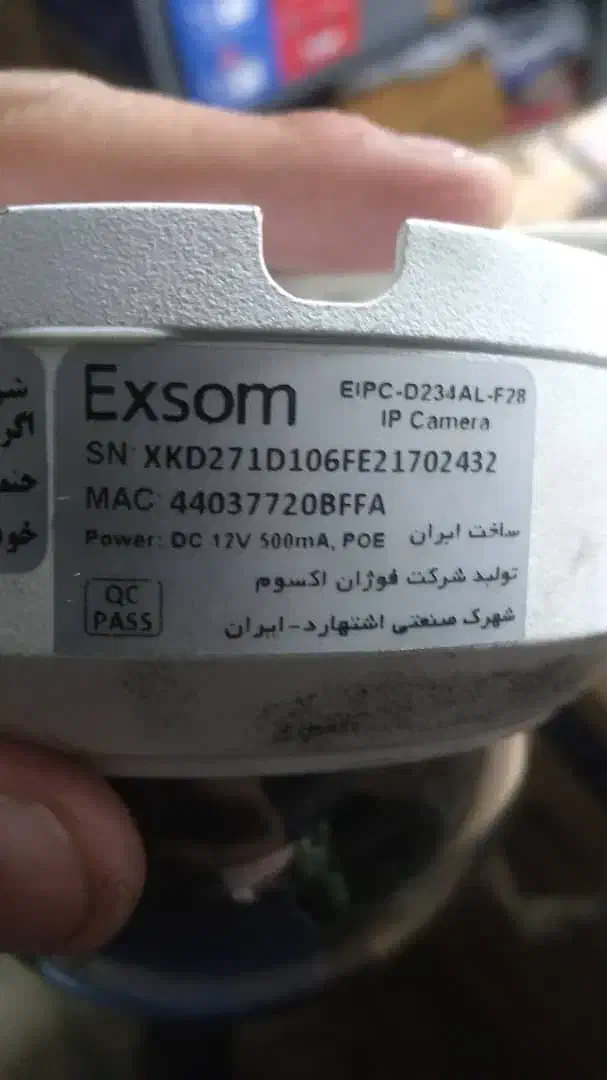 Exsom
EIPC-D234AL-F28
IP Camera
SN: XKD271D106FE21702432
MAC: 44037720BFFA
Power: DC 12V 500mA, POE
ساخت ایران
تولید شرکت فوژان اکسوم
شهرک صنعتی اشتهارد-ایران
QC
PASS
اگر